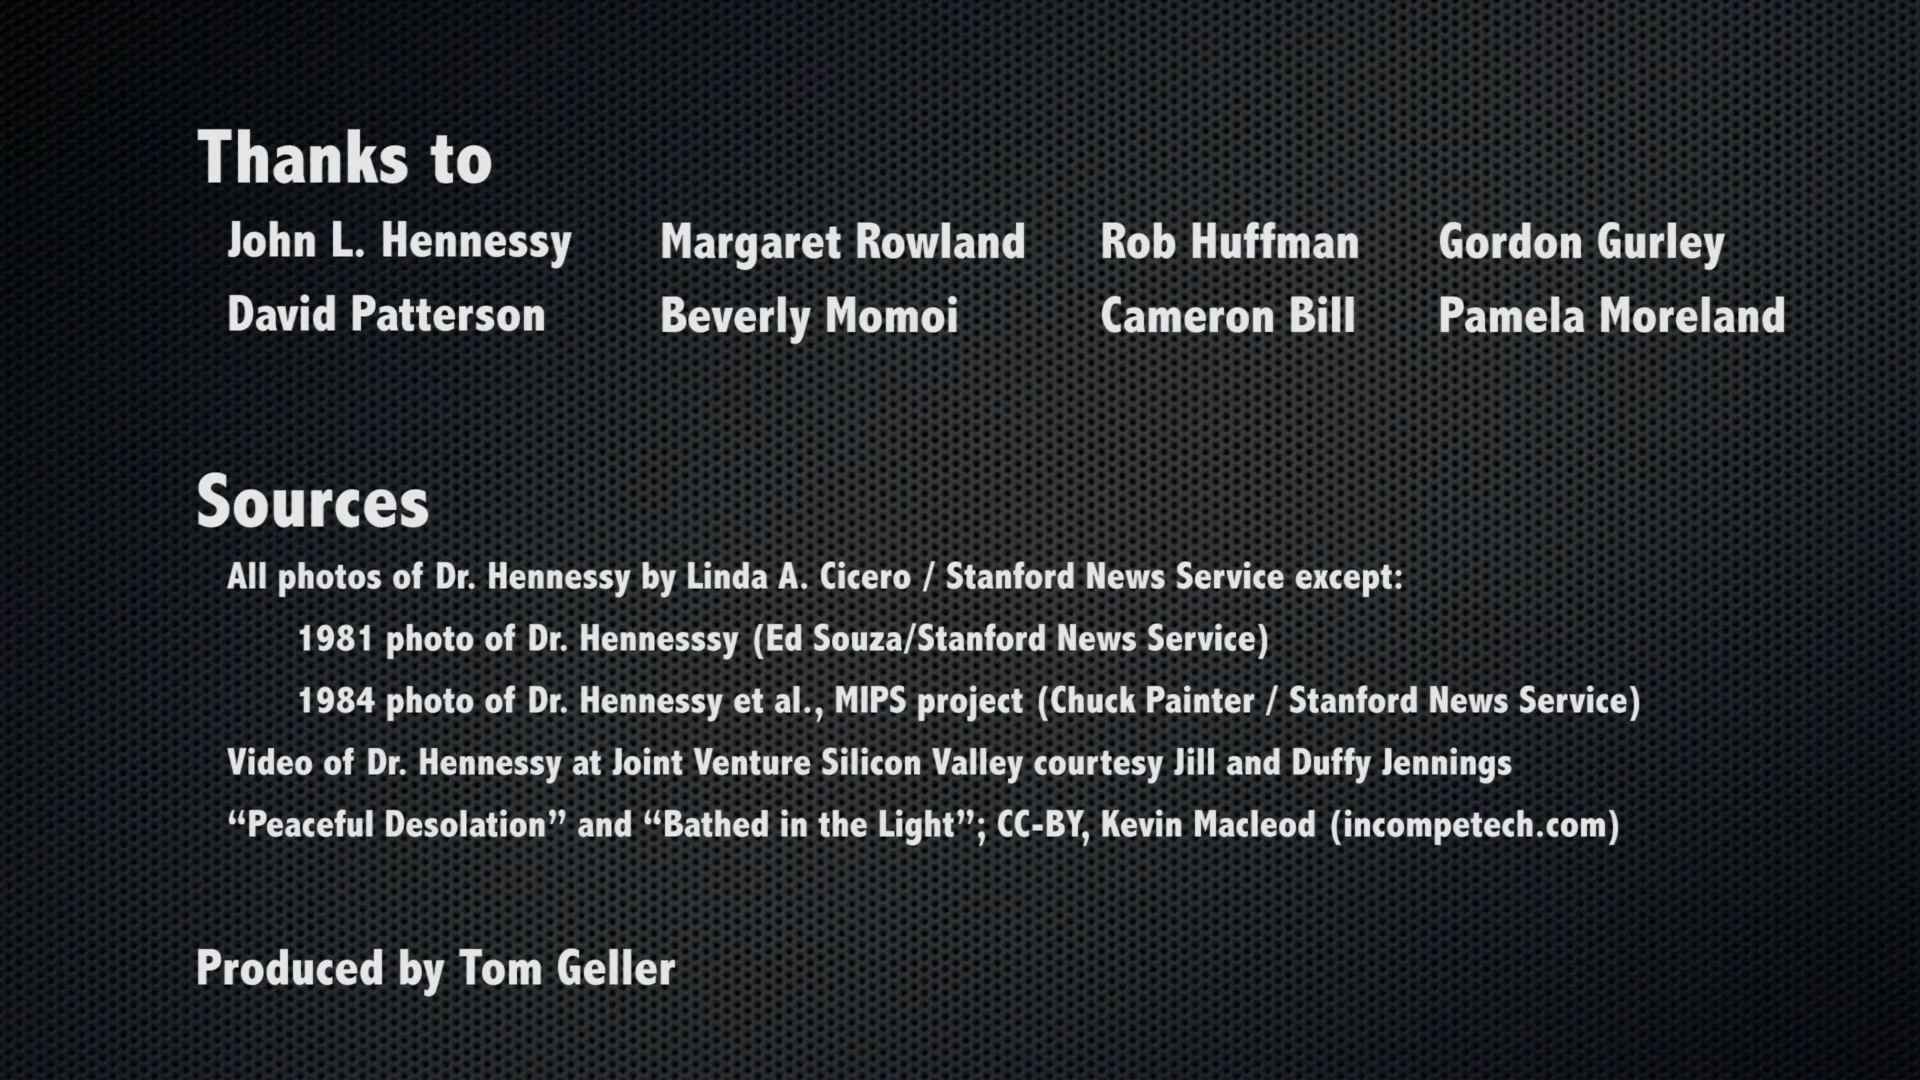 Thanks to
John L. Hennessy Margaret Rowland Rob Huffman Gordon Gurley
David Patterson Beverly Momoi Cameron Bill Pamela Moreland
Sources
All photos of Dr. Hennessy by Linda A. Cicero / Stanford News Service except:
1981 photo of Dr. Hennesssy (Ed Souza/Stanford News Service)
1984 photo of Dr. Hennessy et al., MIPS project (Chuck Painter / Stanford News Service)
Video of Dr. Hennessy at Joint Venture Silicon Valley courtesy Jill and Duffy Jennings
“Peaceful Desolation” and “Bathed in the Light”; CC-BY, Kevin Macleod (incompetech.com)
Produced by Tom Geller